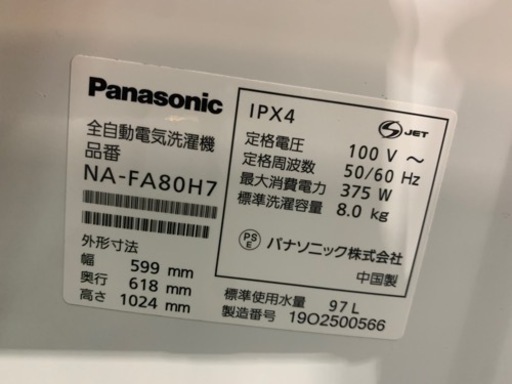 Panasonic
全自動電気洗濯機
品番
NA-FA80H7
外形寸法
幅 599 mm
奥行 618 mm
高さ 1024 mm
IPX4
S JET
定格電圧 100 V ～
定格周波数 50/60 Hz
最大消費電力 375 W
標準洗濯容量 8.0 kg
PS
E
パナソニック株式会社
中国製
標準使用水量 97 L
製造番号 19O2500566